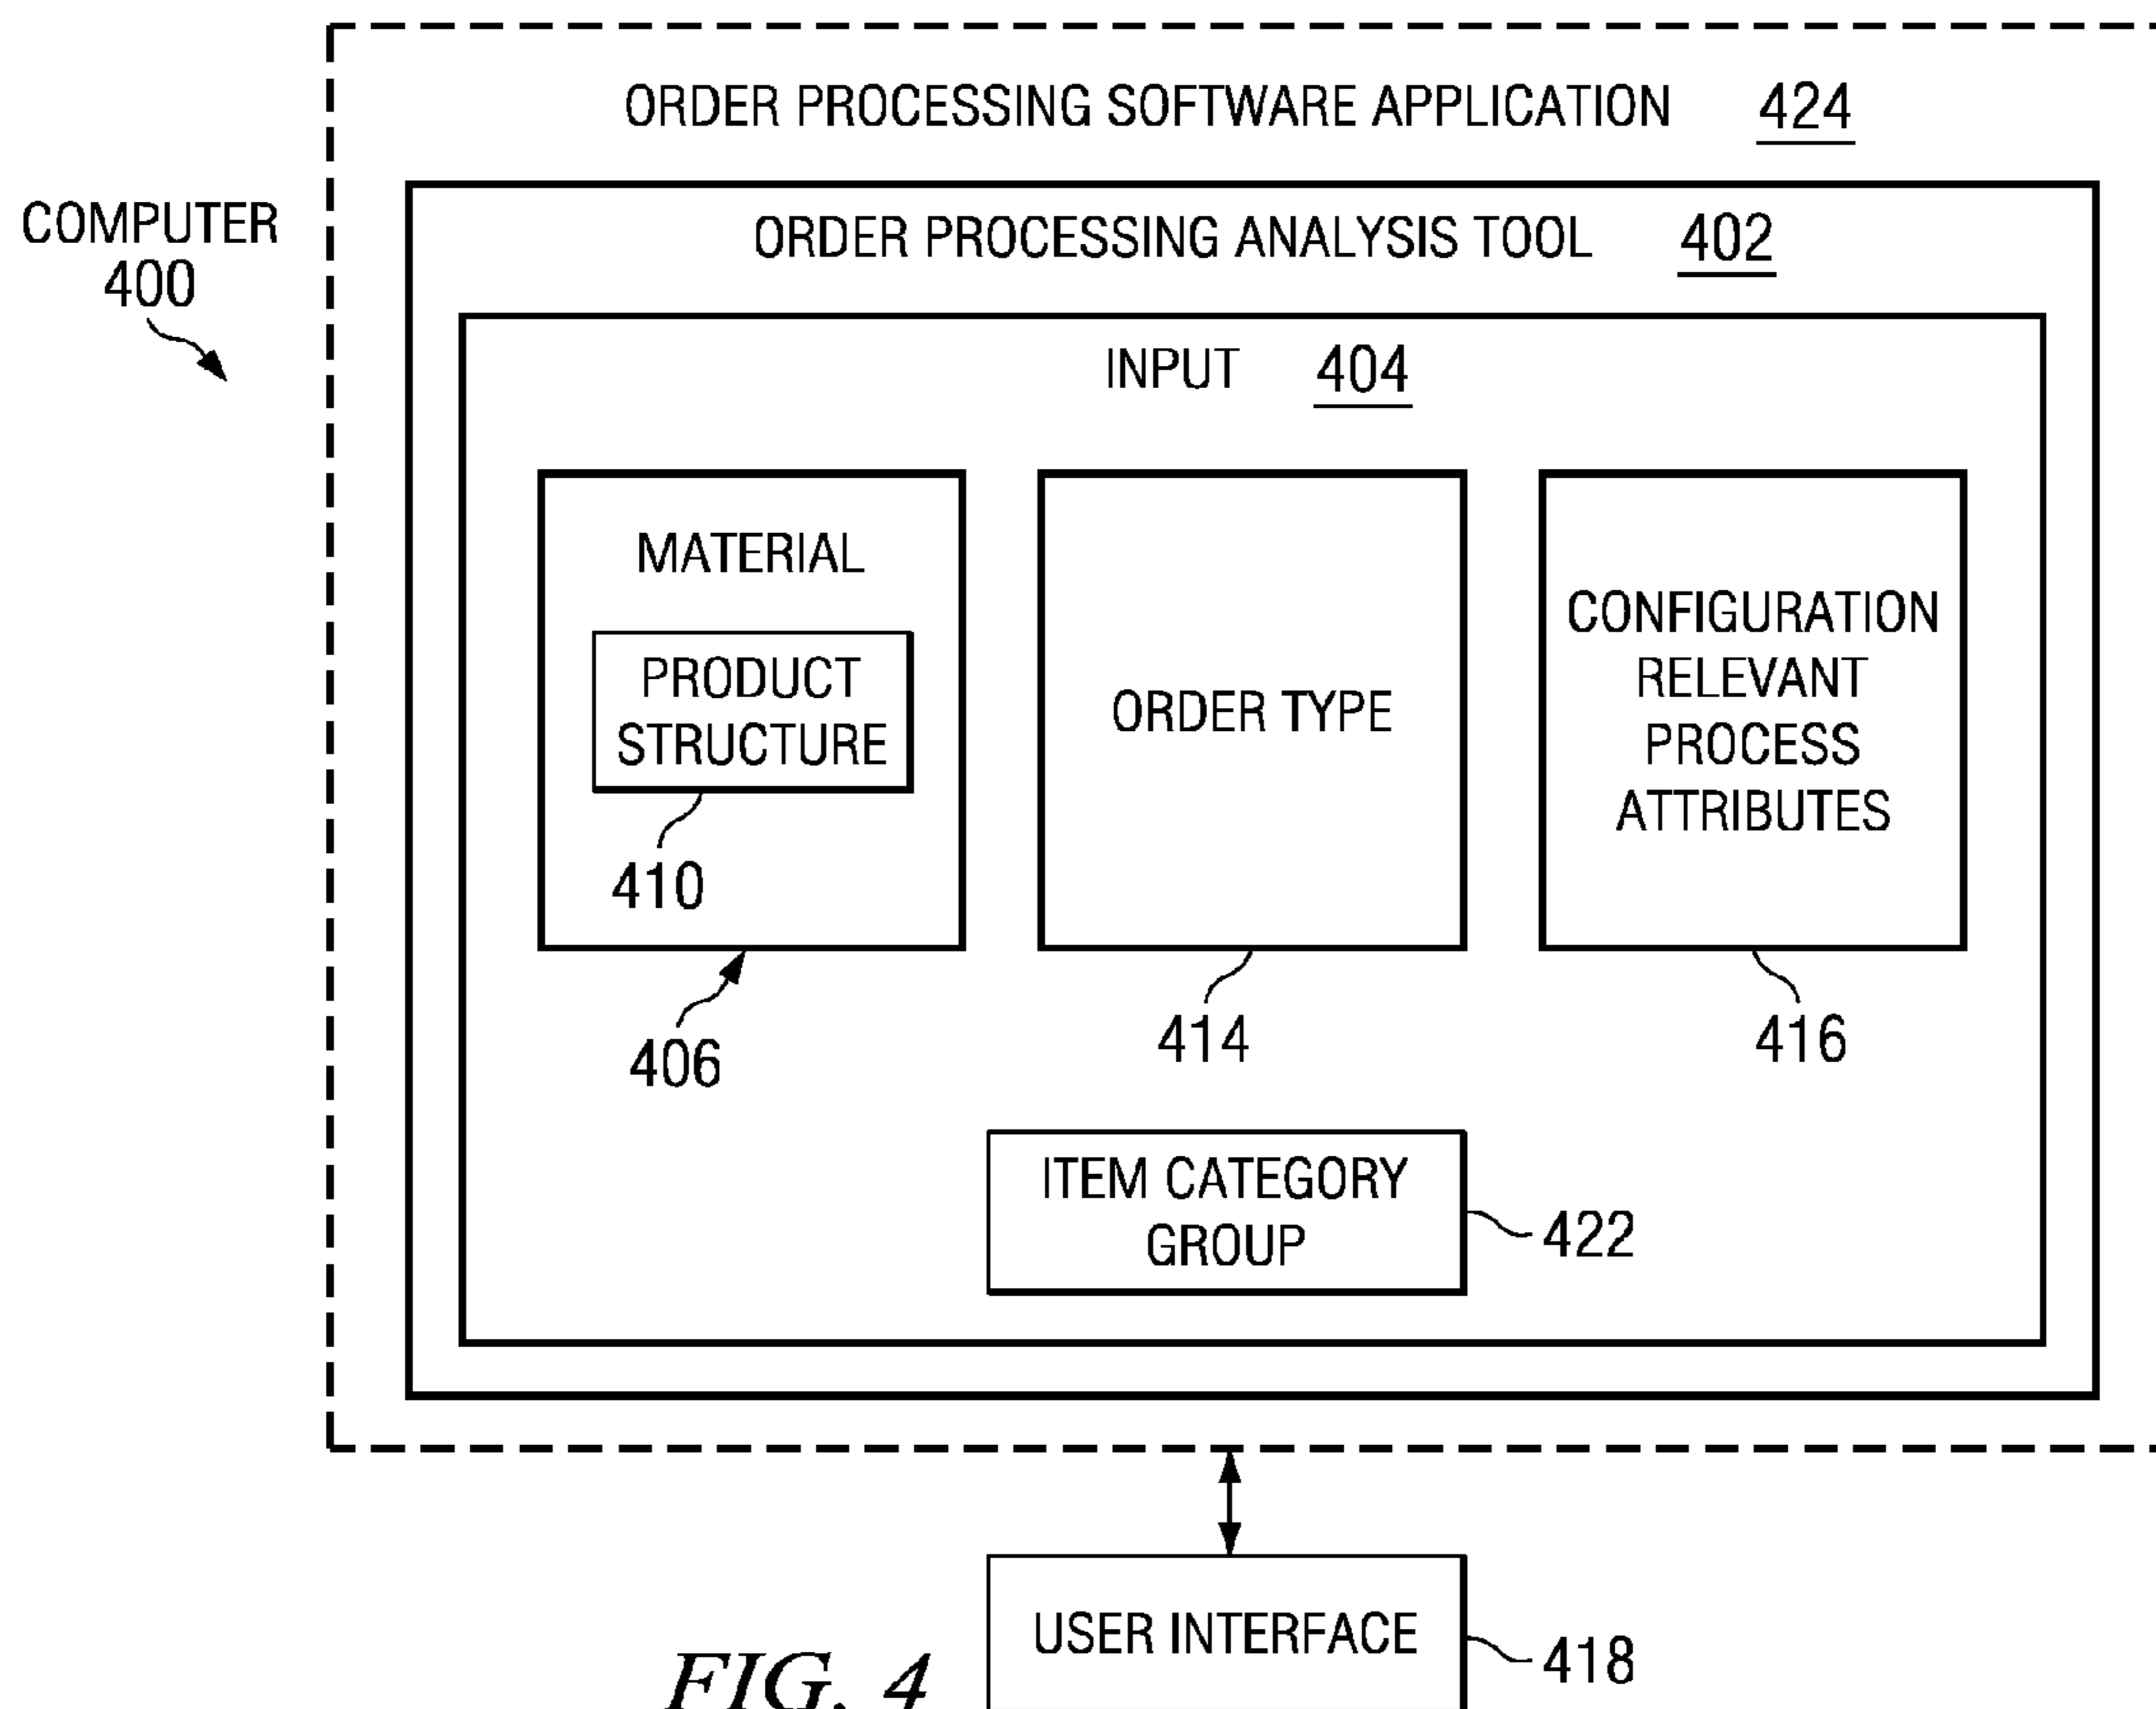 ORDER PROCESSING SOFTWARE APPLICATION 424
COMPUTER
400
ORDER PROCESSING ANALYSIS TOOL 402
INPUT 404
MATERIAL
PRODUCT
STRUCTURE
410
406
ORDER TYPE
414
CONFIGURATION
RELEVANT
PROCESS
ATTRIBUTES
416
ITEM CATEGORY
GROUP
422
USER INTERFACE
418
FIG. 4